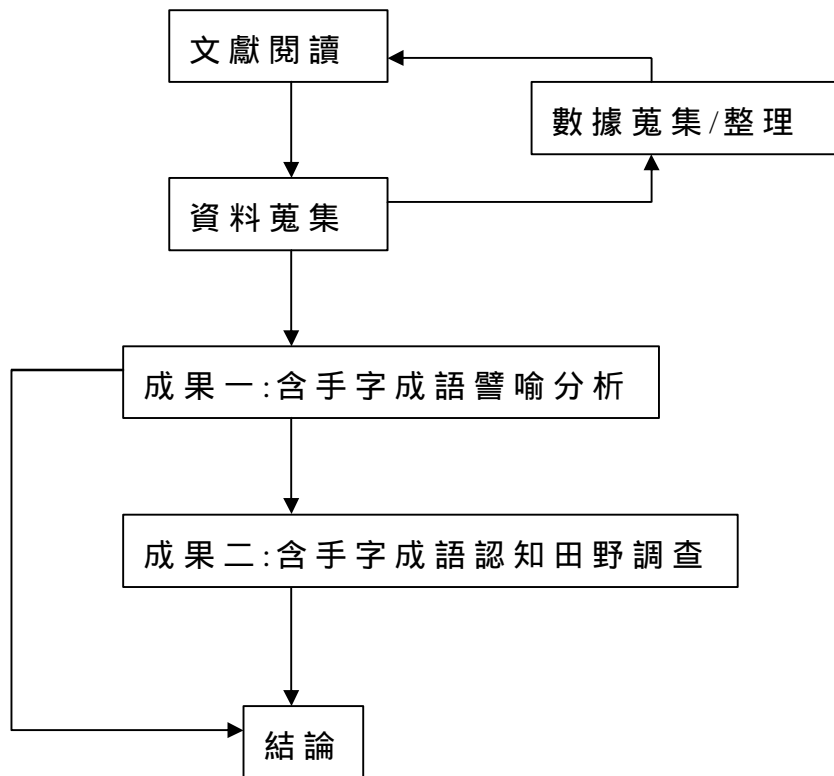 文獻閱讀
數據蒐集/整理
資料蒐集
成果一:含手字成語譬喻分析
成果二:含手字成語認知田野調查
結論